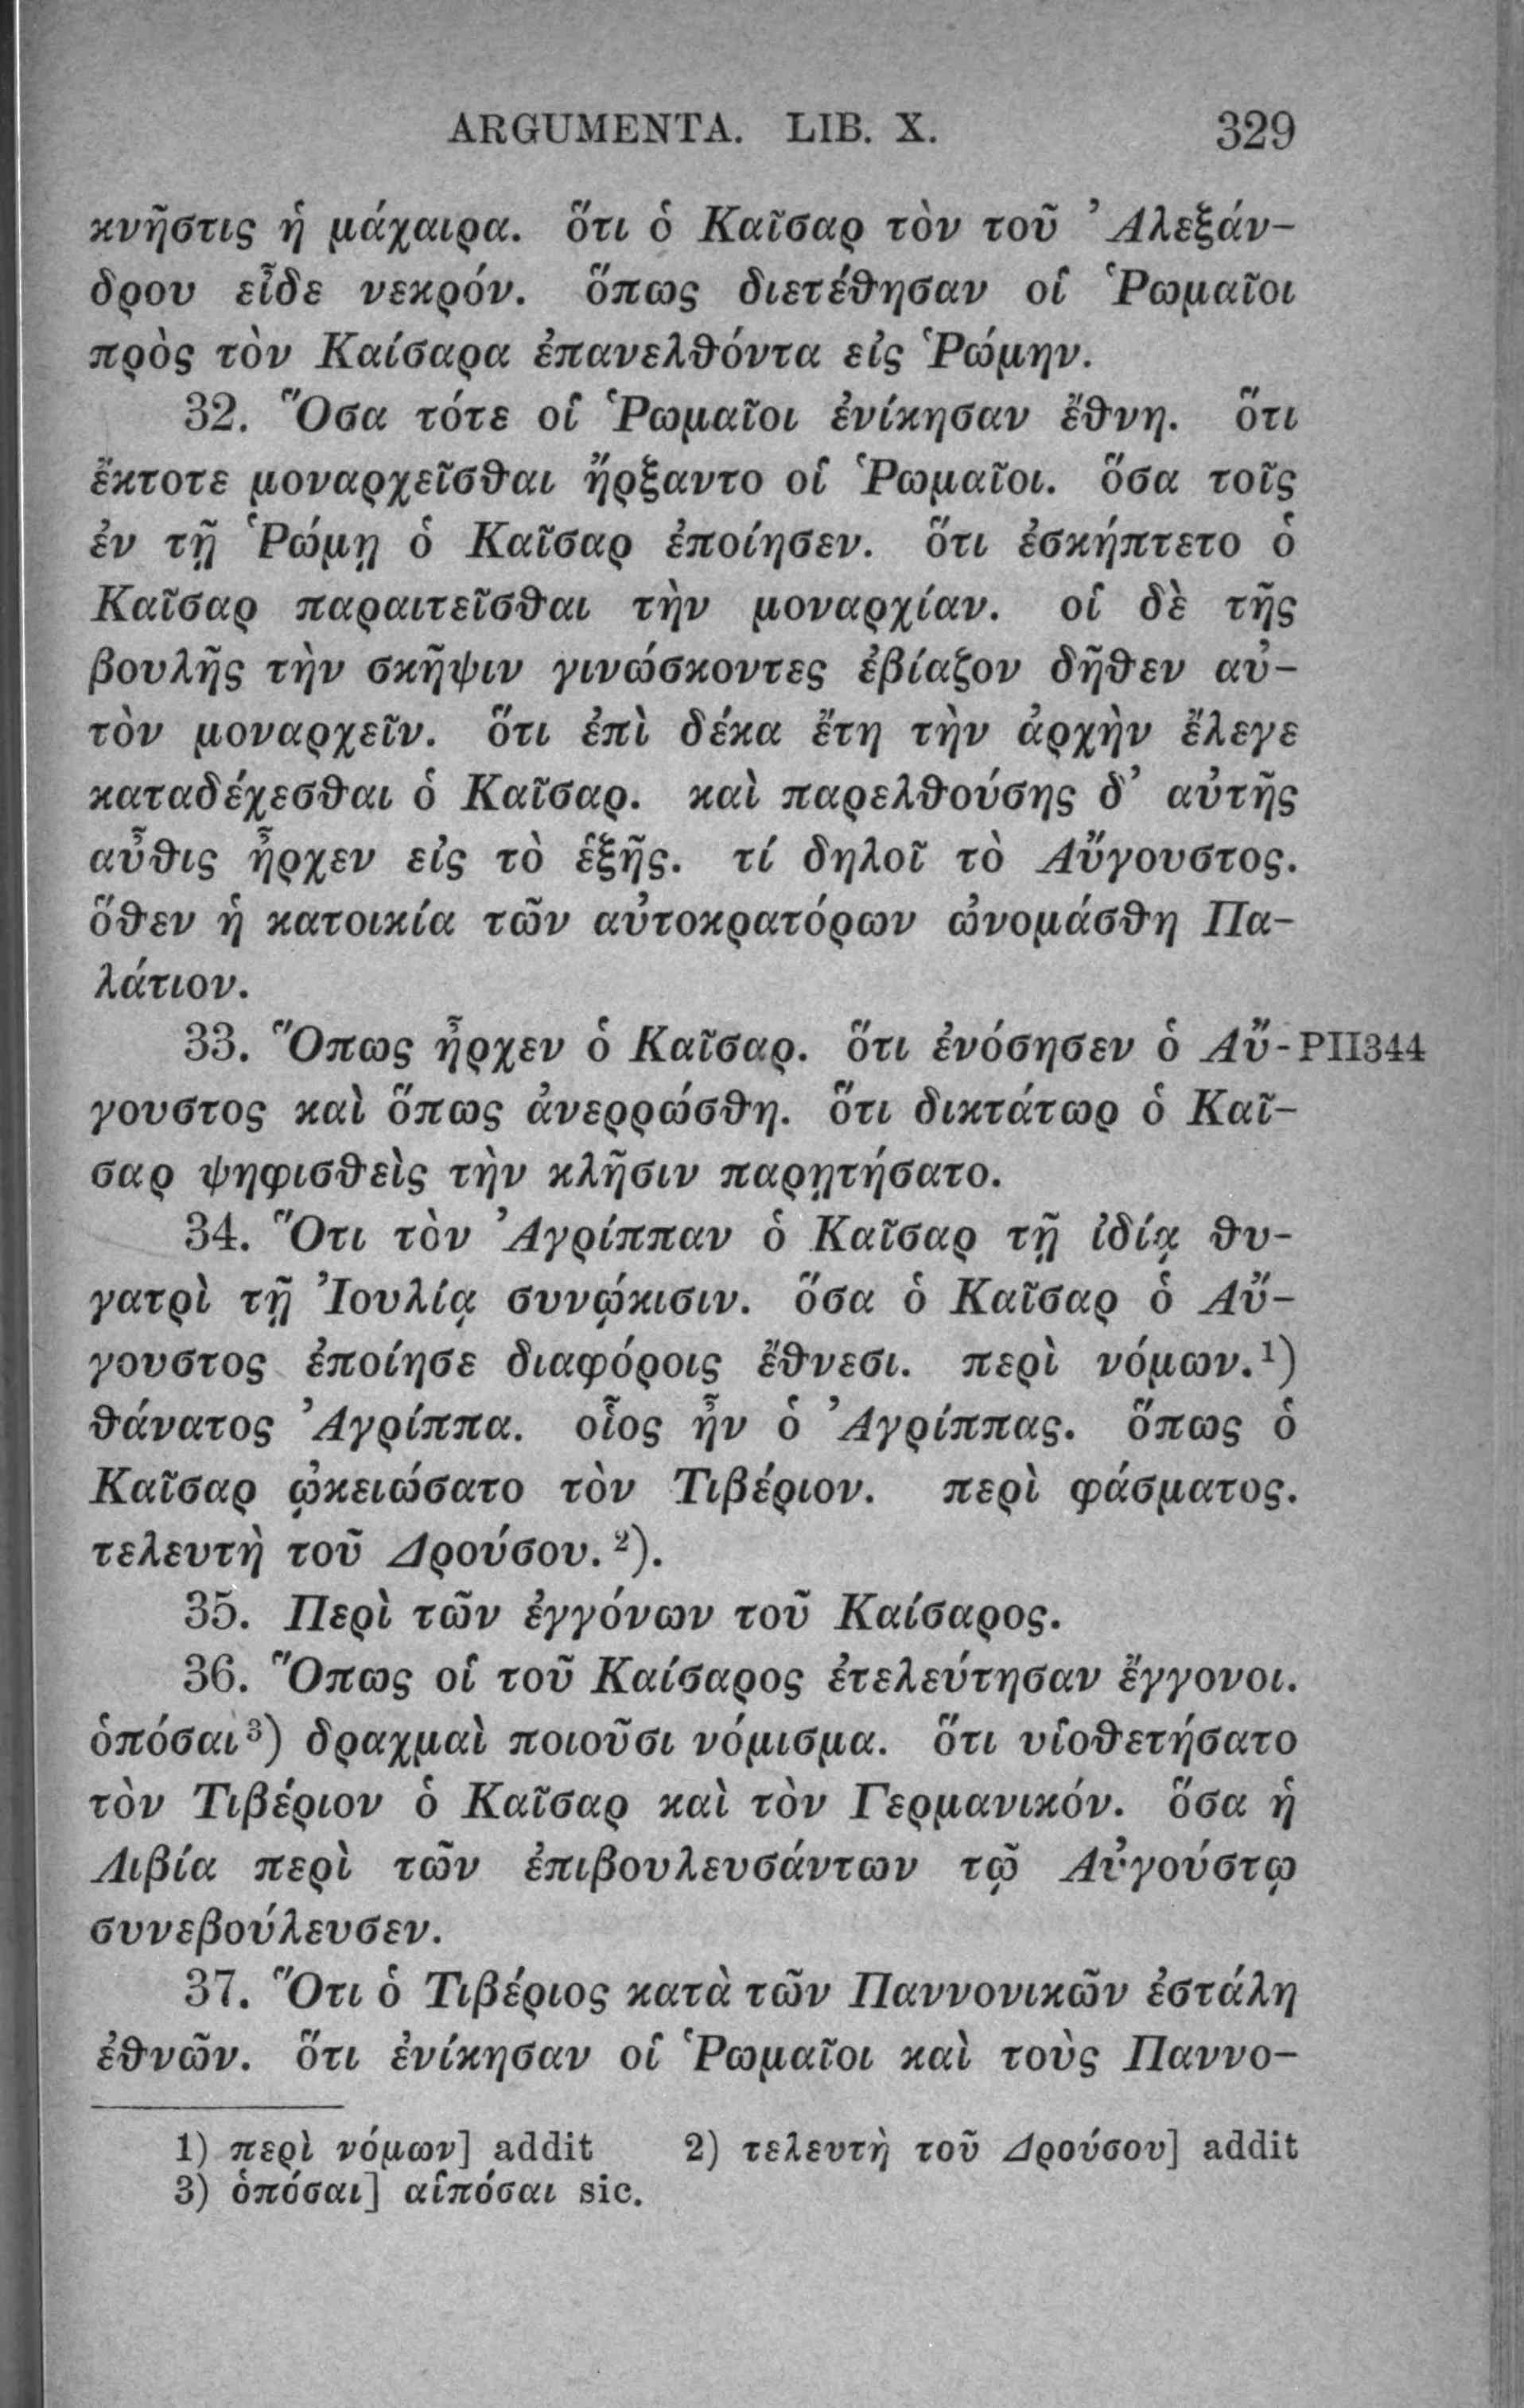 ARGUMENTA. LIB. X. 329
κνῆστις ἡ μάχαιρα. ὅτι ὁ Καῖσαρ τὸν τοῦ Ἀλεξάν-
δρου εἶδε νεκρόν. ὅπως διετέθησαν οἱ Ῥωμαῖοι
πρὸς τὸν Καίσαρα ἐπανελθόντα εἰς Ῥώμην.
32. Ὅσα τότε οἱ Ῥωμαῖοι ἐνίκησαν ἔθνη. ὅτι
ἔκτοτε μοναρχεῖσθαι ἤρξαντο οἱ Ῥωμαῖοι. ὅσα τοῖς
ἐν τῇ Ῥώμῃ ὁ Καῖσαρ ἐποίησεν. ὅτι ἐσκήπτετο ὁ
Καῖσαρ παραιτεῖσθαι τὴν μοναρχίαν. οἱ δὲ τῆς
βουλῆς τὴν σκῆψιν γινώσκοντες ἐβίαζον δῆθεν αὐ-
τὸν μοναρχεῖν. ὅτι ἐπὶ δέκα ἔτη τὴν ἀρχὴν ἔλεγε
καταδέχεσθαι ὁ Καῖσαρ. καὶ παρελθούσης δ’ αὐτῆς
αὖθις ἦρχεν εἰς τὸ ἑξῆς. τί δηλοῖ τὸ Αὔγουστος.
ὅθεν ἡ κατοικία τῶν αὐτοκρατόρων ὠνομάσθη Πα-
λάτιον.
33. Ὅπως ἦρχεν ὁ Καῖσαρ. ὅτι ἐνόσησεν ὁ Αὔ- PII344
γουστος καὶ ὅπως ἀνερρώσθη. ὅτι δικτάτωρ ὁ Καῖ-
σαρ ψηφισθεὶς τὴν κλῆσιν παρῃτήσατο.
34. Ὅτι τὸν Ἀγρίππαν ὁ Καῖσαρ τῇ ἰδίᾳ θυ-
γατρὶ τῇ Ἰουλίᾳ συνῴκισιν. ὅσα ὁ Καῖσαρ ὁ Αὔ-
γουστος ἐποίησε διαφόροις ἔθνεσι. περὶ νόμων.¹)
θάνατος Ἀγρίππα. οἷος ἦν ὁ Ἀγρίππας. ὅπως ὁ
Καῖσαρ ᾠκειώσατο τὸν Τιβέριον. περὶ φάσματος.
τελευτὴ τοῦ Δρούσου.²).
35. Περὶ τῶν ἐγγόνων τοῦ Καίσαρος.
36. Ὅπως οἱ τοῦ Καίσαρος ἐτελεύτησαν ἔγγονοι.
ὁπόσαι³) δραχμαὶ ποιοῦσι νόμισμα. ὅτι υἱοθετήσατο
τὸν Τιβέριον ὁ Καῖσαρ καὶ τὸν Γερμανικόν. ὅσα ἡ
Λιβία περὶ τῶν ἐπιβουλευσάντων τῷ Αὐγούστῳ
συνεβούλευσεν.
37. Ὅτι ὁ Τιβέριος κατὰ τῶν Παννονικῶν ἐστάλη
ἐθνῶν. ὅτι ἐνίκησαν οἱ Ῥωμαῖοι καὶ τοὺς Παννο-
1) περὶ νόμων] addit 2) τελευτὴ τοῦ Δρούσου] addit
3) ὁπόσαι] αἱπόσαι sic.